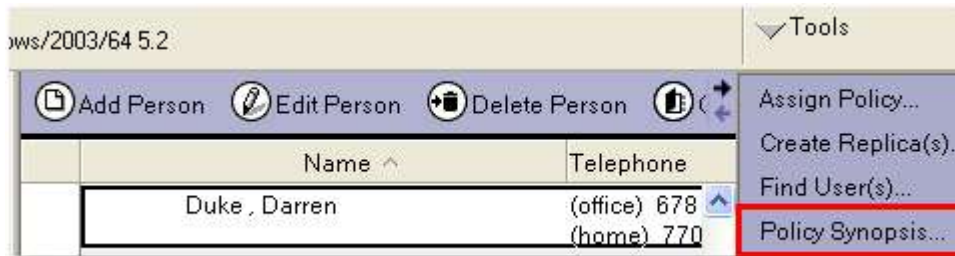 ows/2003/64 5.2
Tools
Add Person Edit Person Delete Person
Name Telephone
Duke , Darren (office) 678
(home) 770
Assign Policy...
Create Replica(s).
Find User(s)...
Policy Synopsis...